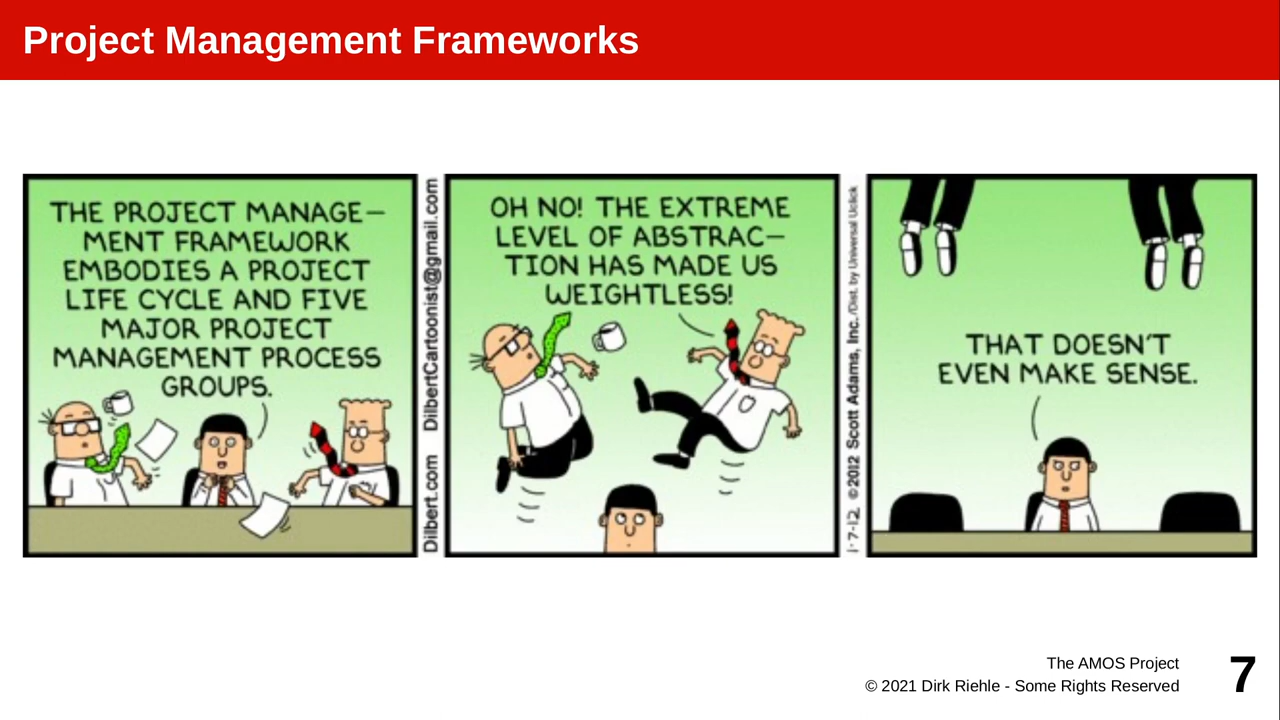 Project Management Frameworks
THE PROJECT MANAGE–
MENT FRAMEWORK
EMBODIES A PROJECT
LIFE CYCLE AND FIVE
MAJOR PROJECT
MANAGEMENT PROCESS
GROUPS.
Dilbert.com DilbertCartoonist@gmail.com
OH NO! THE EXTREME
LEVEL OF ABSTRAC–
TION HAS MADE US
WEIGHTLESS!
1-7-12 ©2012 Scott Adams, Inc./Dist. by Universal Uclick
THAT DOESN'T
EVEN MAKE SENSE.
The AMOS Project
© 2021 Dirk Riehle - Some Rights Reserved
7